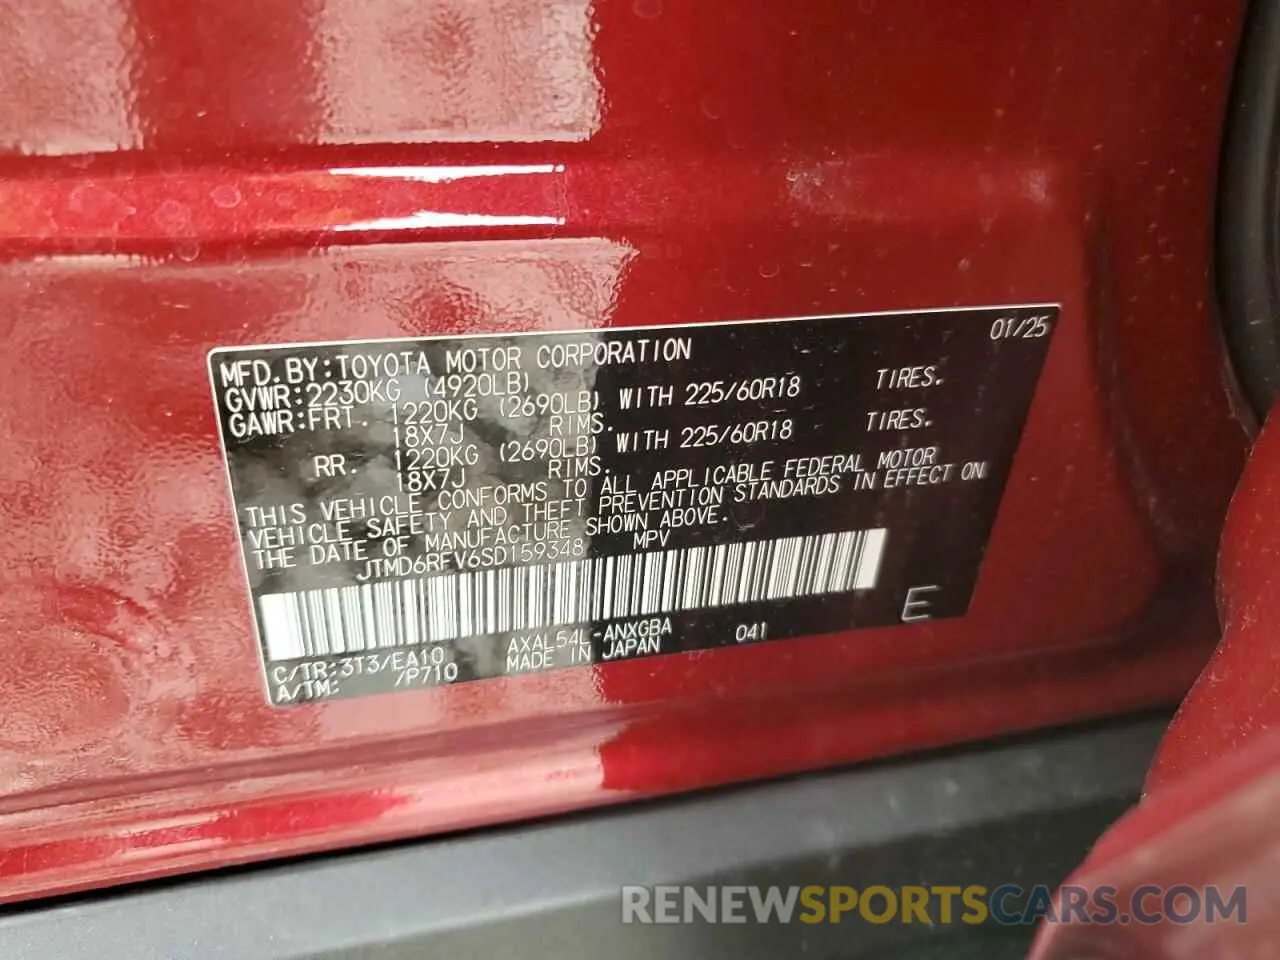 01/25
MFD. BY: TOYOTA MOTOR CORPORATION
GVWR: 2230KG (4920LB)
GAWR: FRT. 1220KG (2690LB) WITH 225/60R18 TIRES.
18X7J RIMS.
RR. 1220KG (2690LB) WITH 225/60R18 TIRES.
18X7J RIMS.
THIS VEHICLE CONFORMS TO ALL APPLICABLE FEDERAL MOTOR
VEHICLE SAFETY AND THEFT PREVENTION STANDARDS IN EFFECT ON
THE DATE OF MANUFACTURE SHOWN ABOVE.
JTMD6RFV6SD159348 MPV
C/TR: 3T3/EA10 AXAL54L-ANXGBA 041 E
A/TM: /P710 MADE IN JAPAN
RENEWSPORTSCARS.COM